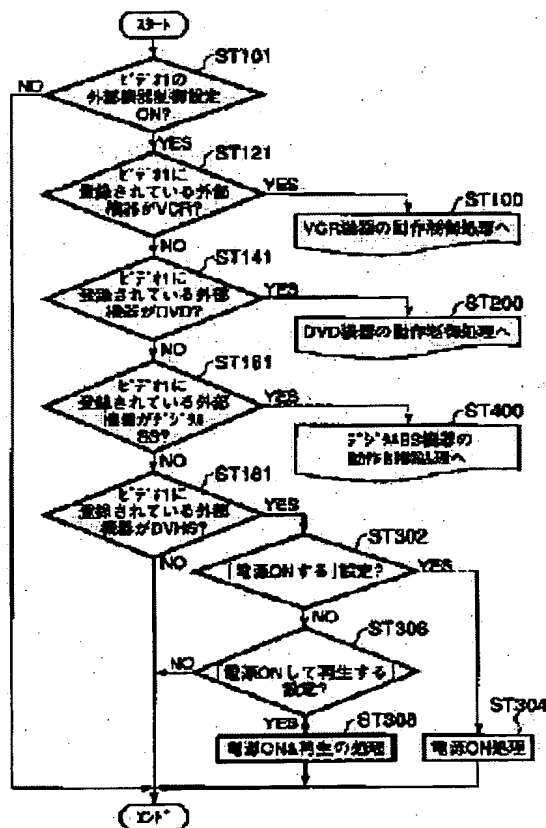 スタート
ST101
ビデオ1の
外部機器制御設定
ON?
NO
YES
ST121
ビデオ1に
登録されている外部
機器がVCR?
YES
ST100
VCR機器の動作制御処理へ
NO
ST141
ビデオ1に
登録されている外部
機器がDVD?
YES
ST200
DVD機器の動作制御処理へ
NO
ST161
ビデオ1に
登録されている外部
機器がデジタル
BS?
YES
ST400
デジタルBS機器の
動作制御処理へ
NO
ST181
ビデオ1に
登録されている外部
機器がDVHS?
YES
NO
ST302
「電源ONする」設定?
YES
NO
ST306
「電源ONして再生する」
設定?
NO
YES
ST308
電源ON&再生の処理
ST304
電源ON処理
エンド